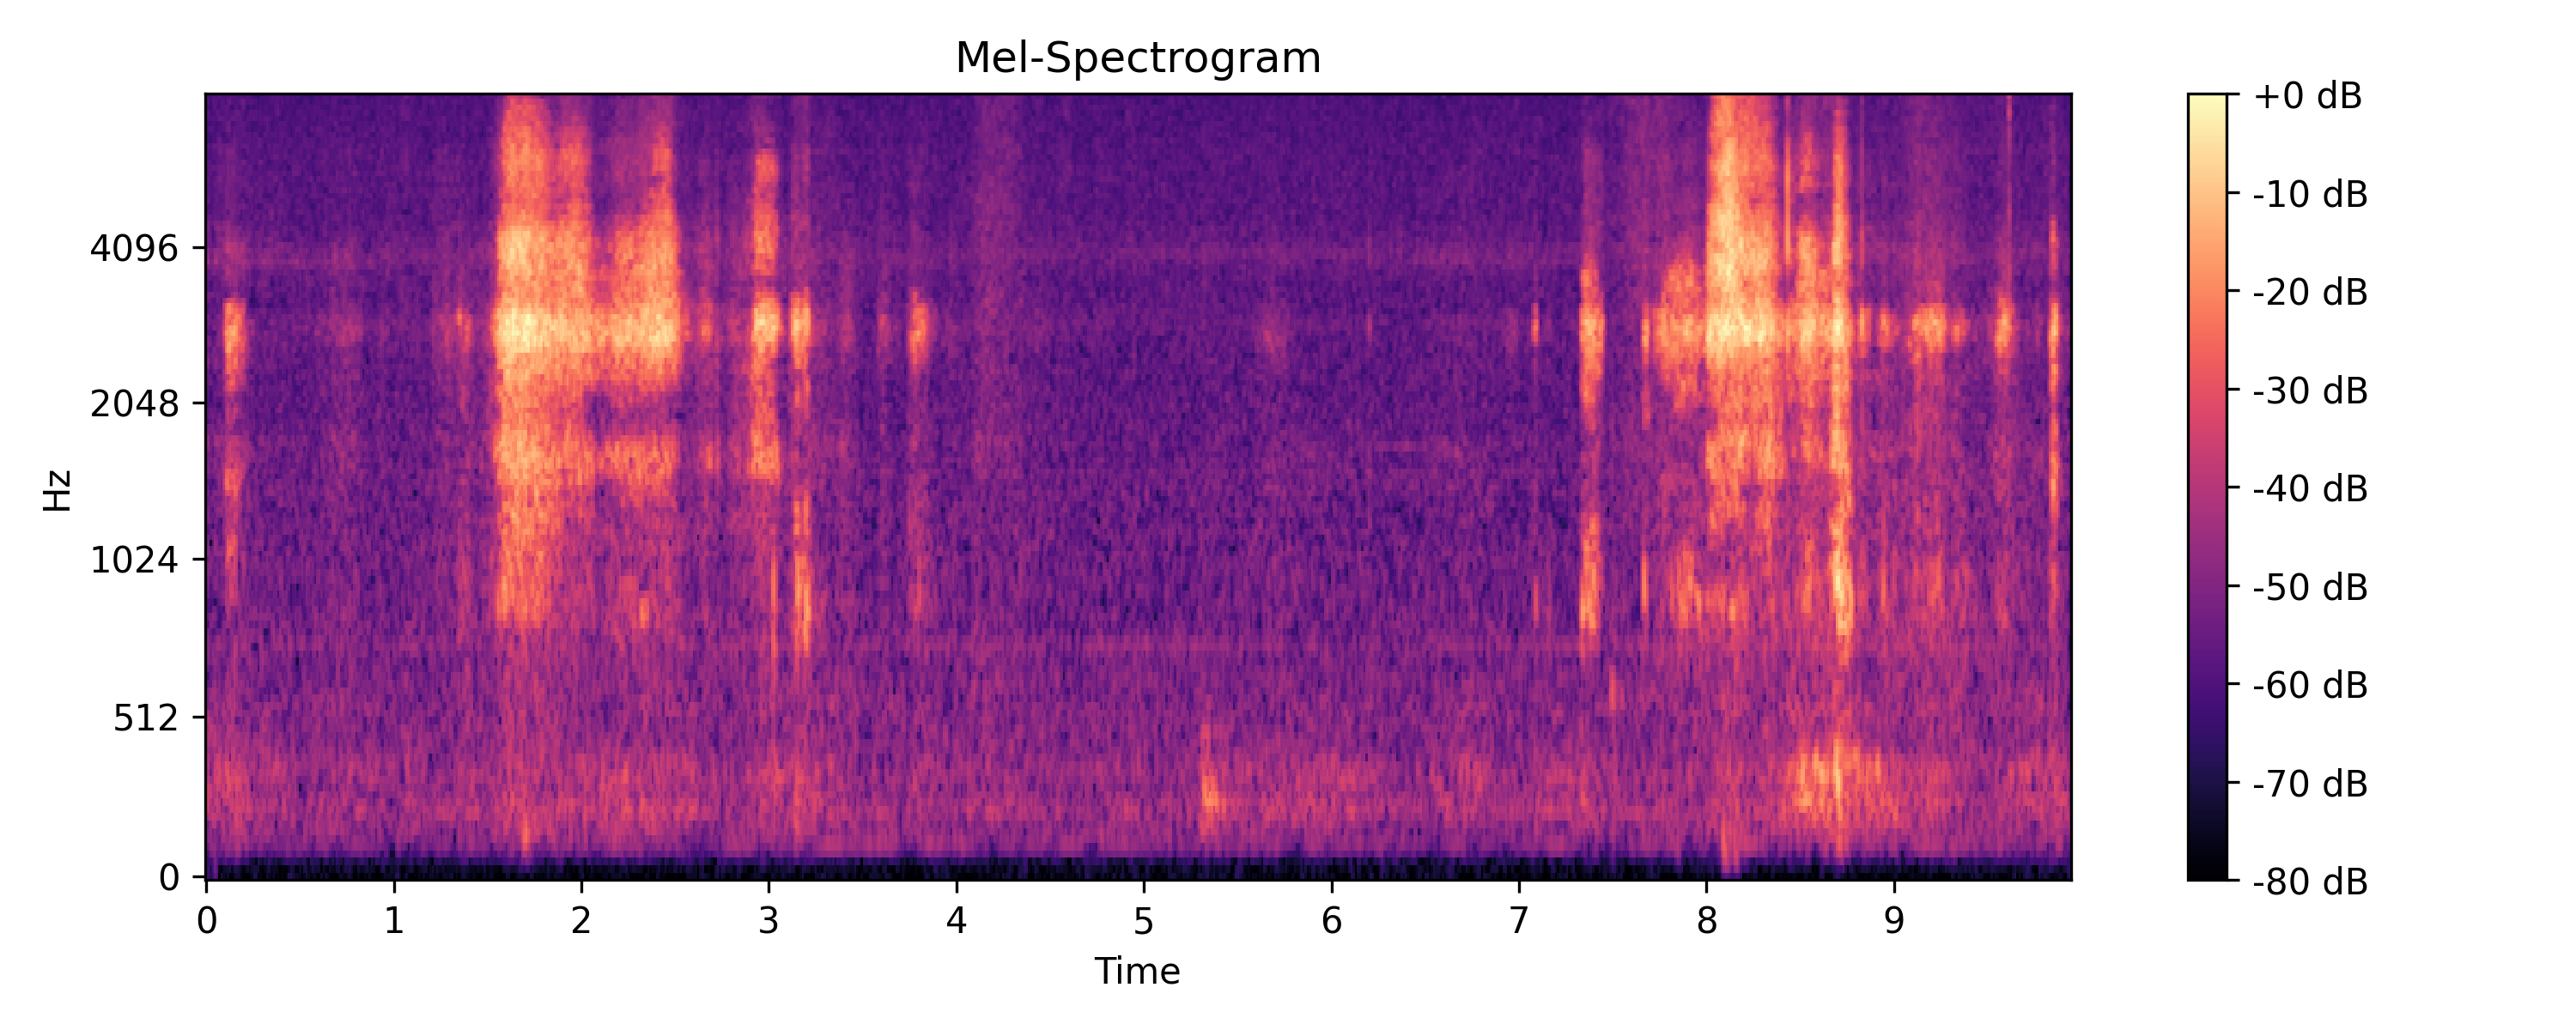 Mel-Spectrogram
+0 dB
-10 dB
-20 dB
-30 dB
-40 dB
-50 dB
-60 dB
-70 dB
-80 dB
Hz
4096
2048
1024
512
0
0 1 2 3 4 5 6 7 8 9
Time